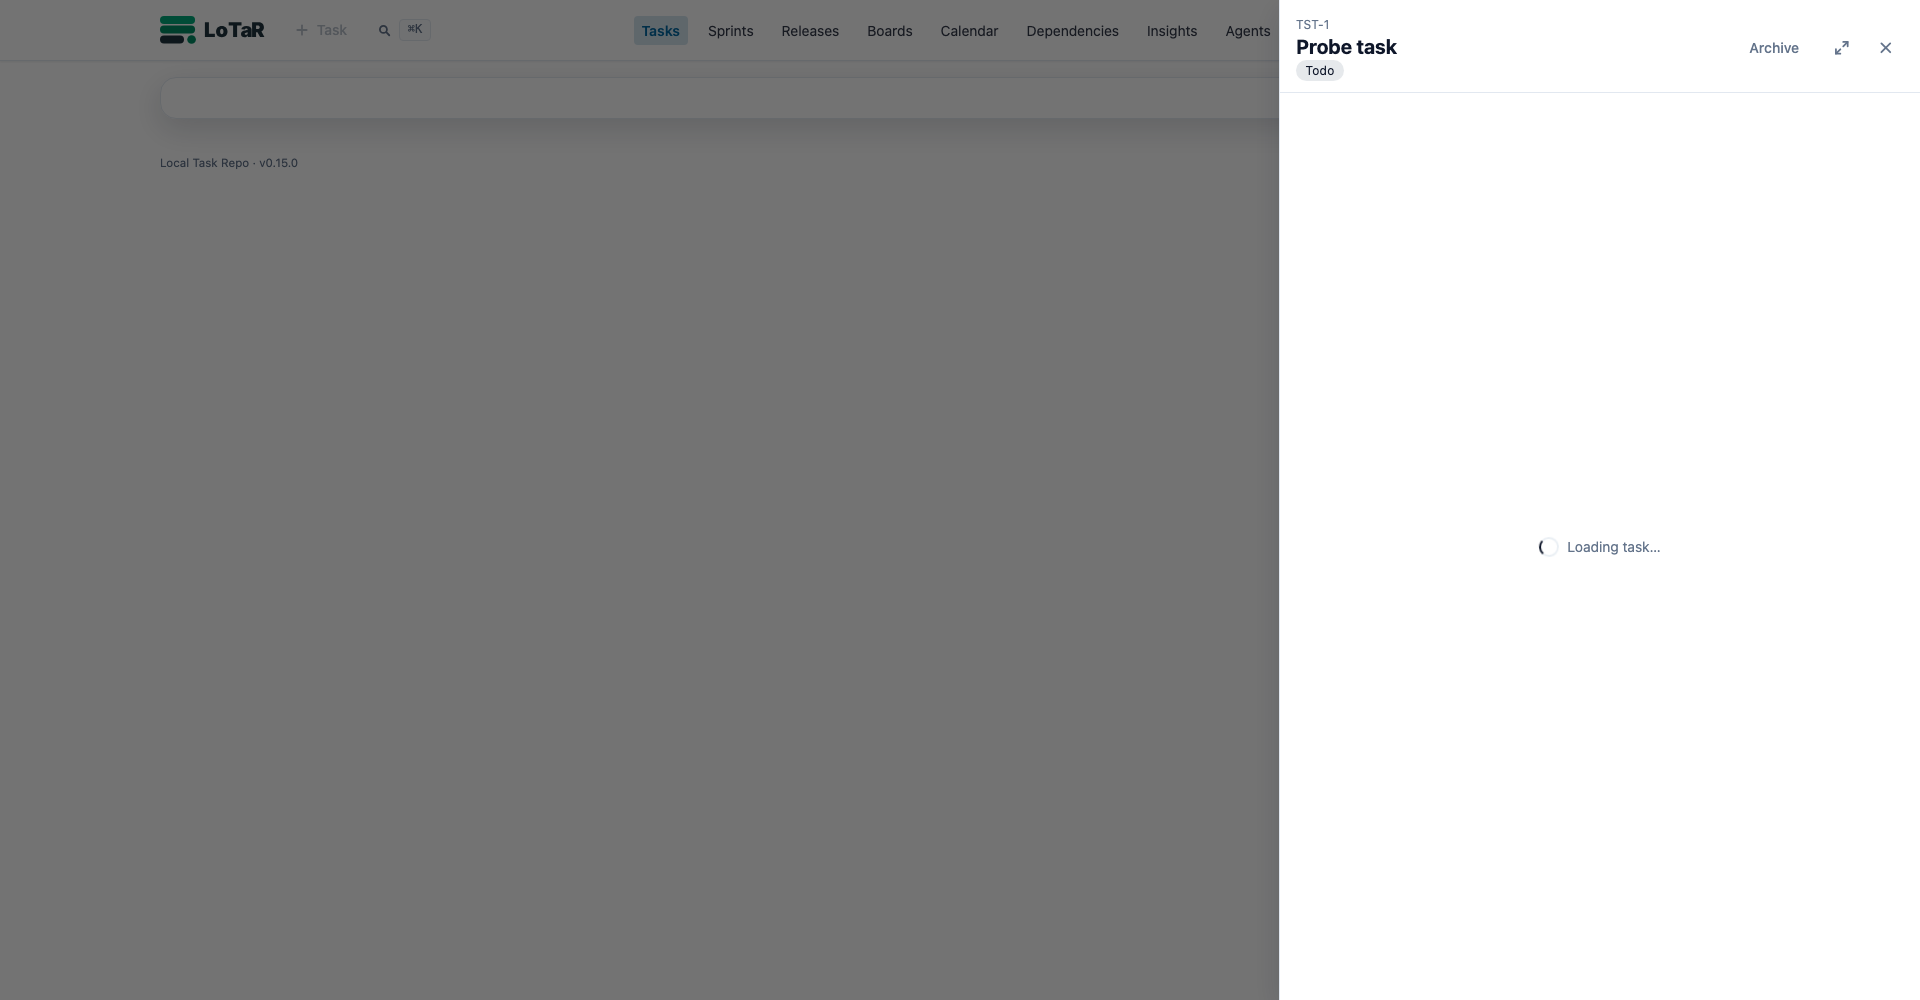 LoTaR
Task
⌘K
Tasks
Sprints
Releases
Boards
Calendar
Dependencies
Insights
Agents
Local Task Repo · v0.15.0
TST-1
Probe task
Todo
Archive
Loading task...